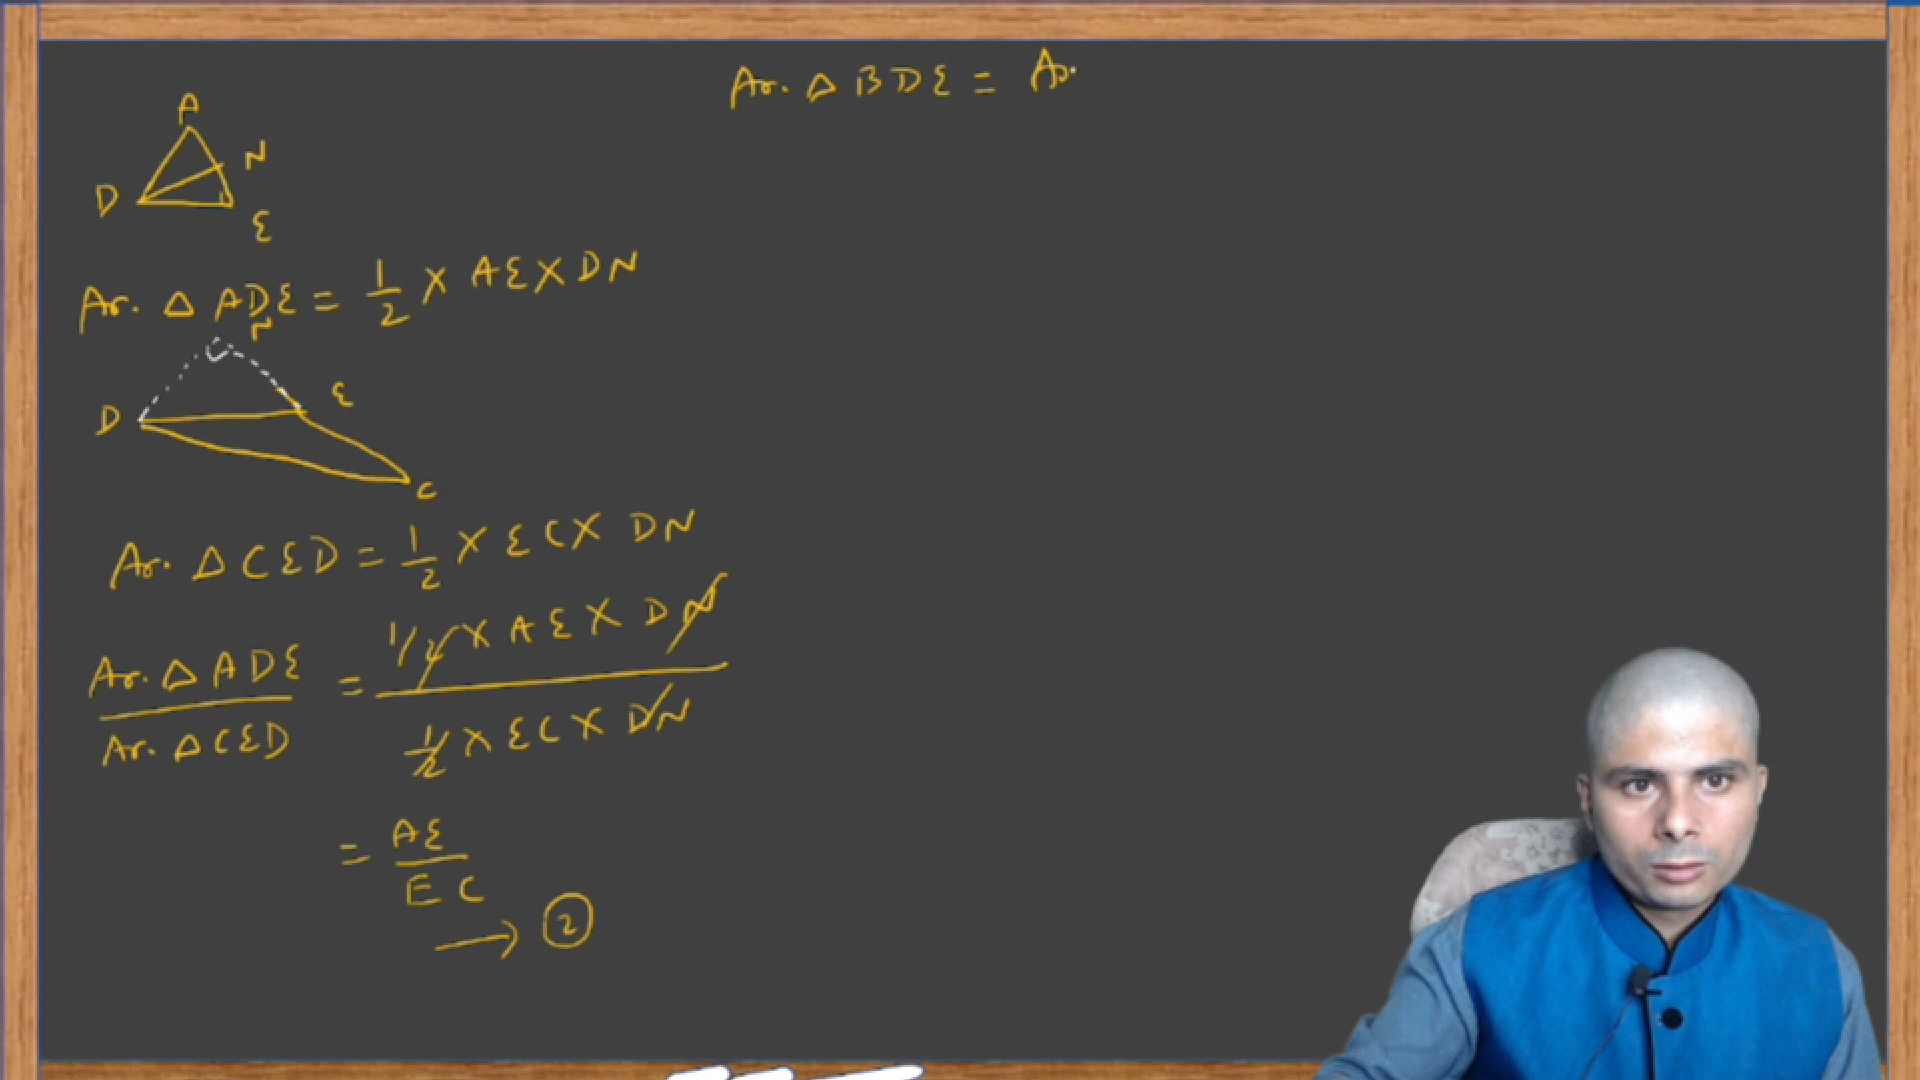 A
N
D
E
Ar. △ ADE = 1/2 X AE X DN
N
D
E
C
Ar. △ CED = 1/2 X EC X DN
Ar. △ ADE / Ar. △ CED = 1/2 X AE X DN / 1/2 X EC X DN
= AE / EC
→ 2
Ar. △ BDE = Ar.